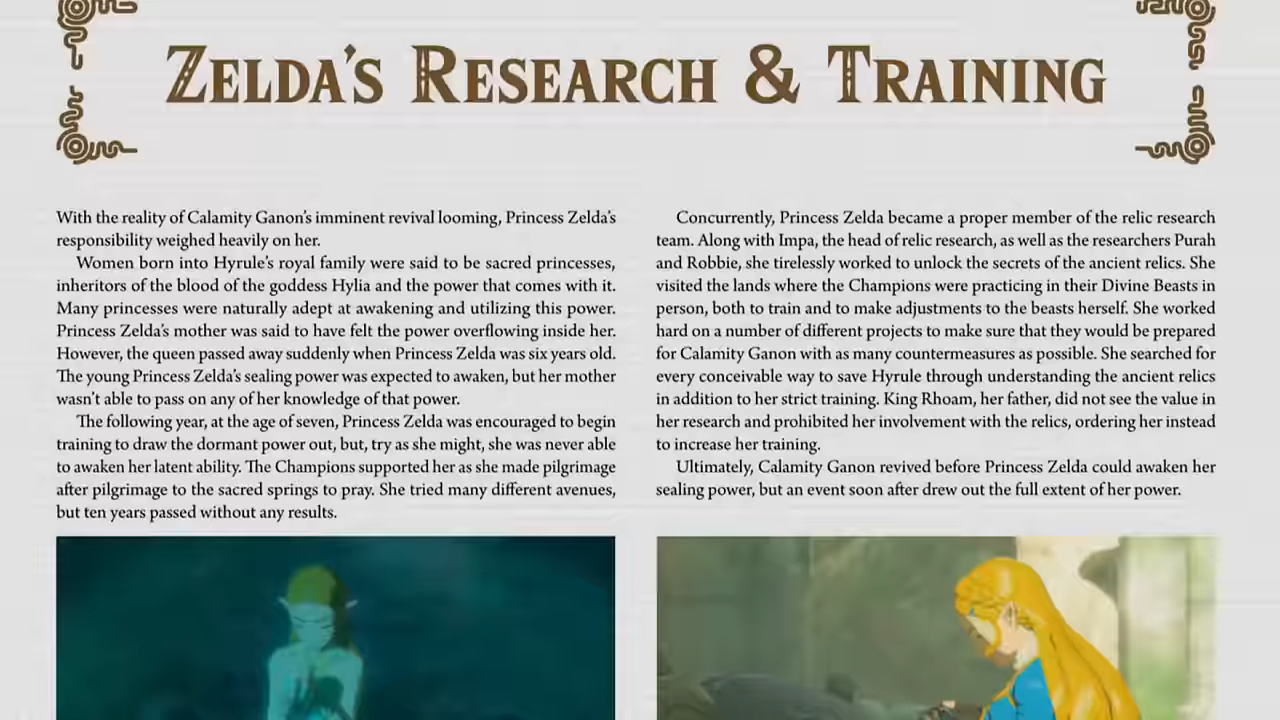 ZELDA'S RESEARCH & TRAINING
With the reality of Calamity Ganon's imminent revival looming, Princess Zelda's
responsibility weighed heavily on her.
Women born into Hyrule's royal family were said to be sacred princesses,
inheritors of the blood of the goddess Hylia and the power that comes with it.
Many princesses were naturally adept at awakening and utilizing this power.
Princess Zelda's mother was said to have felt the power overflowing inside her.
However, the queen passed away suddenly when Princess Zelda was six years old.
The young Princess Zelda's sealing power was expected to awaken, but her mother
wasn't able to pass on any of her knowledge of that power.
The following year, at the age of seven, Princess Zelda was encouraged to begin
training to draw the dormant power out, but, try as she might, she was never able
to awaken her latent ability. The Champions supported her as she made pilgrimage
after pilgrimage to the sacred springs to pray. She tried many different avenues,
but ten years passed without any results.
Concurrently, Princess Zelda became a proper member of the relic research
team. Along with Impa, the head of relic research, as well as the researchers Purah
and Robbie, she tirelessly worked to unlock the secrets of the ancient relics. She
visited the lands where the Champions were practicing in their Divine Beasts in
person, both to train and to make adjustments to the beasts herself. She worked
hard on a number of different projects to make sure that they would be prepared
for Calamity Ganon with as many countermeasures as possible. She searched for
every conceivable way to save Hyrule through understanding the ancient relics
in addition to her strict training. King Rhoam, her father, did not see the value in
her research and prohibited her involvement with the relics, ordering her instead
to increase her training.
Ultimately, Calamity Ganon revived before Princess Zelda could awaken her
sealing power, but an event soon after drew out the full extent of her power.